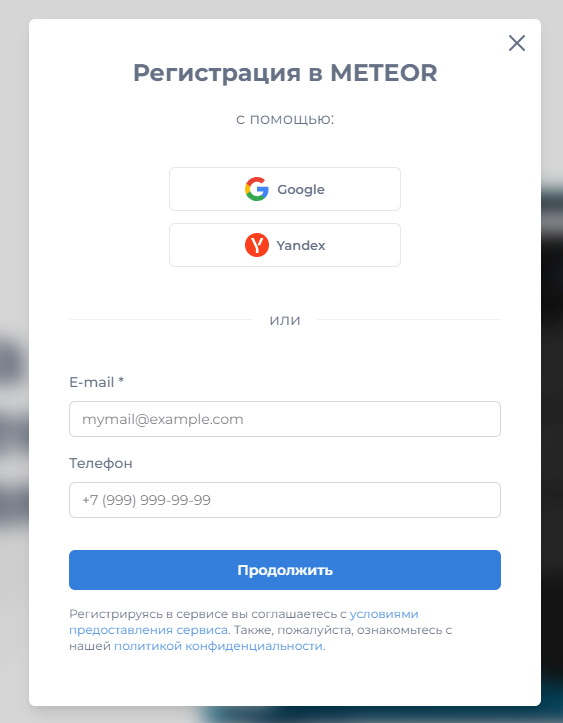 Регистрация в METEOR
с помощью:
Google
Yandex
или
E-mail *
mymail@example.com
Телефон
+7 (999) 999-99-99
Продолжить
Регистрируясь в сервисе вы соглашаетесь с условиями
предоставления сервиса. Также, пожалуйста, ознакомьтесь с
нашей политикой конфиденциальности.